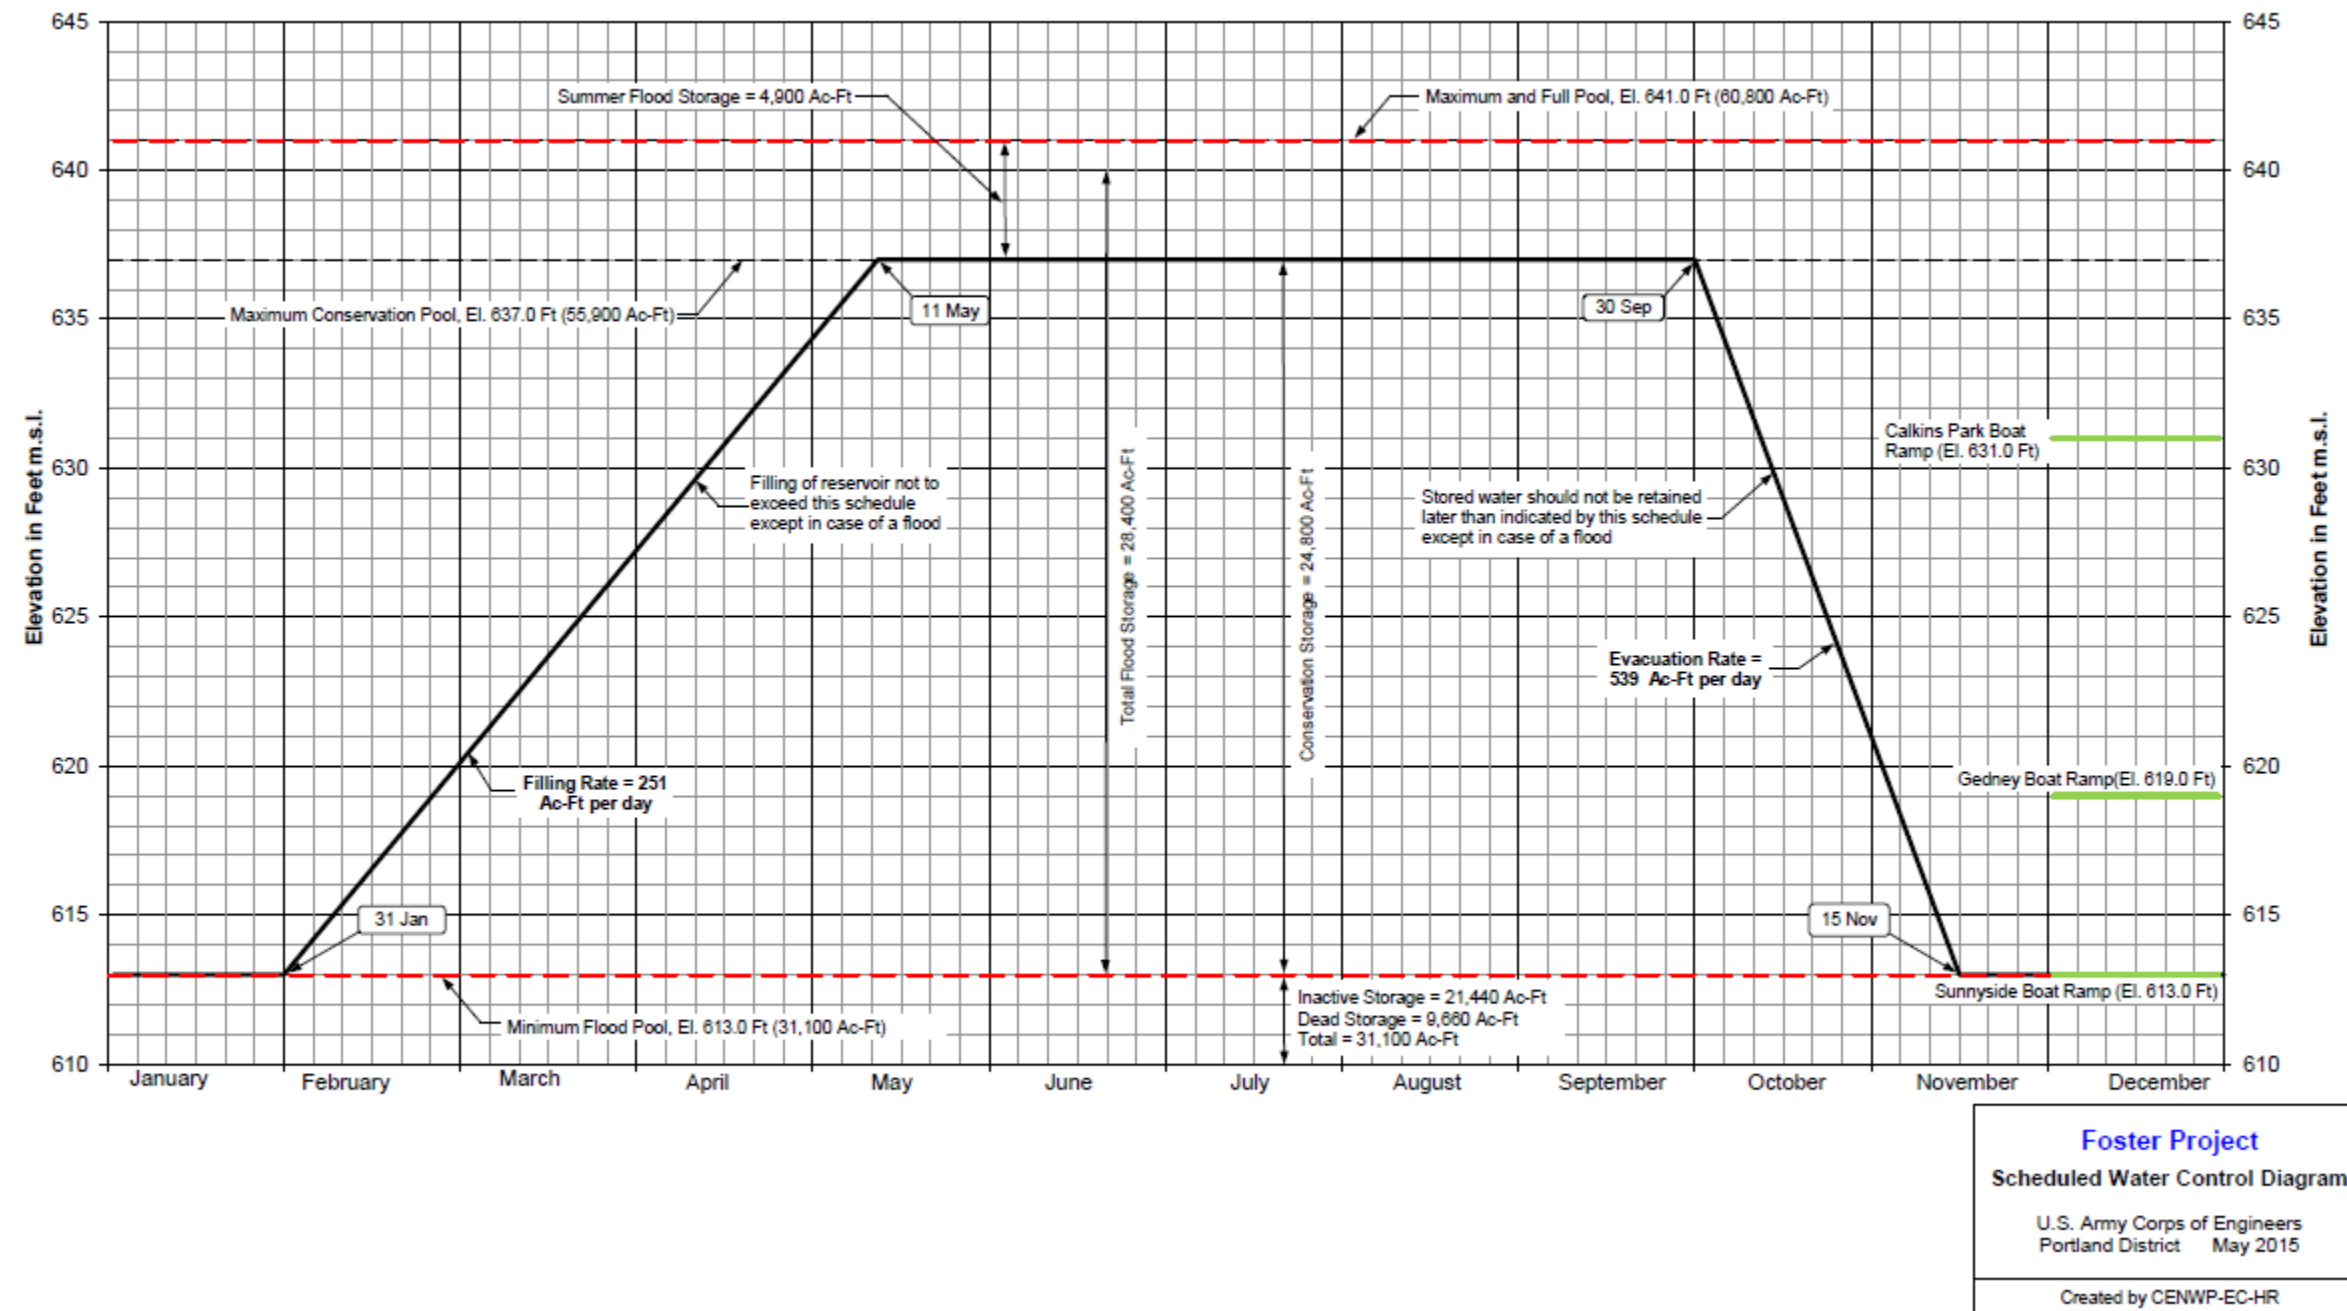 645
645
Summer Flood Storage = 4,900 Ac-Ft
Maximum and Full Pool, El. 641.0 Ft (60,800 Ac-Ft)
640
640
Maximum Conservation Pool, El. 637.0 Ft (55,900 Ac-Ft)
11 May
30 Sep
635
635
Elevation in Feet m.s.l.
Elevation in Feet m.s.l.
Calkins Park Boat
Ramp (El. 631.0 Ft)
630
630
Filling of reservoir not to
exceed this schedule
except in case of a flood
Total Flood Storage = 28,400 Ac-Ft
Conservation Storage = 24,800 Ac-Ft
Stored water should not be retained
later than indicated by this schedule
except in case of a flood
625
625
Evacuation Rate =
539 Ac-Ft per day
620
620
Filling Rate = 251
Ac-Ft per day
Gedney Boat Ramp(El. 619.0 Ft)
615
615
31 Jan
15 Nov
Minimum Flood Pool, El. 613.0 Ft (31,100 Ac-Ft)
Inactive Storage = 21,440 Ac-Ft
Dead Storage = 9,660 Ac-Ft
Total = 31,100 Ac-Ft
Sunnyside Boat Ramp (El. 613.0 Ft)
610
610
January
February
March
April
May
June
July
August
September
October
November
December
Foster Project
Scheduled Water Control Diagram
U.S. Army Corps of Engineers
Portland District May 2015
Created by CENWP-EC-HR